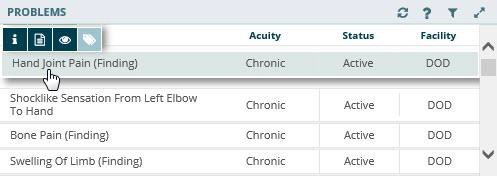 PROBLEMS
Acuity Status Facility
Hand Joint Pain (Finding) Chronic Active DOD
Shocklike Sensation From Left Elbow
To Hand Chronic Active DOD
Bone Pain (Finding) Chronic Active DOD
Swelling Of Limb (Finding) Chronic Active DOD